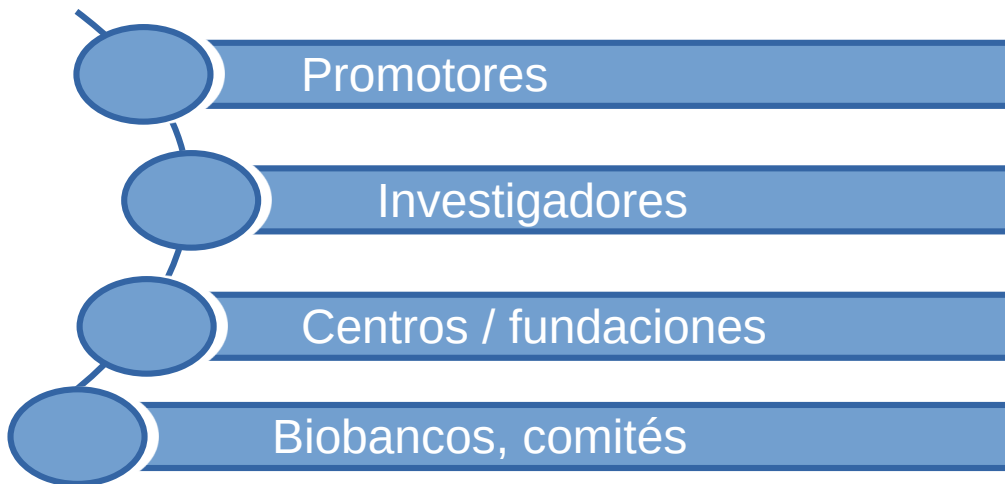 Promotores
Investigadores
Centros / fundaciones
Biobancos, comités